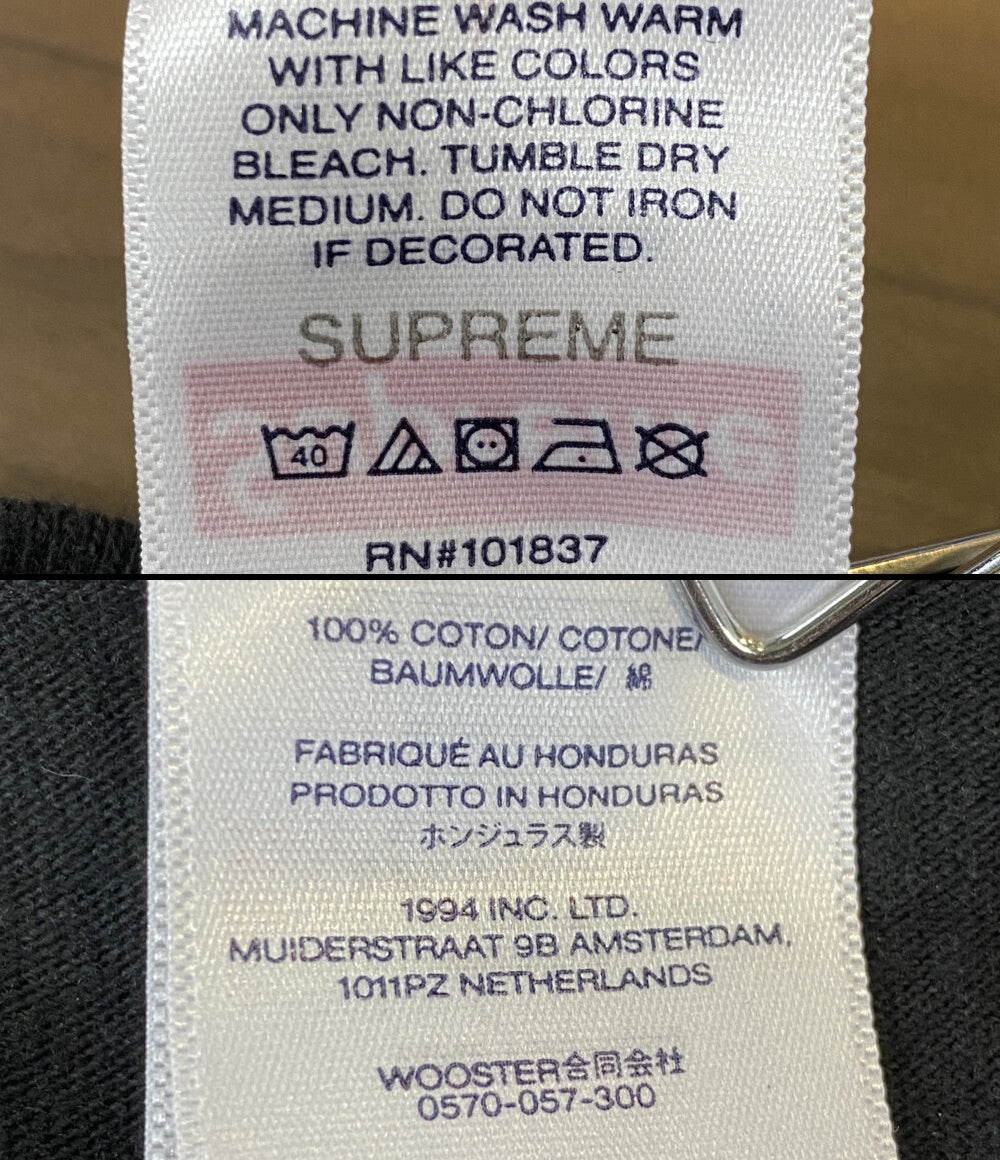 MACHINE WASH WARM
WITH LIKE COLORS
ONLY NON-CHLORINE
BLEACH. TUMBLE DRY
MEDIUM. DO NOT IRON
IF DECORATED.
SUPREME
40
RN#101837
100% COTON/ COTONE/
BAUMWOLLE/ 綿
FABRIQUÉ AU HONDURAS
PRODOTTO IN HONDURAS
ホンジュラス製
1994 INC. LTD.
MUIDERSTRAAT 9B AMSTERDAM,
1011PZ NETHERLANDS
WOOSTER合同会社
0570-057-300